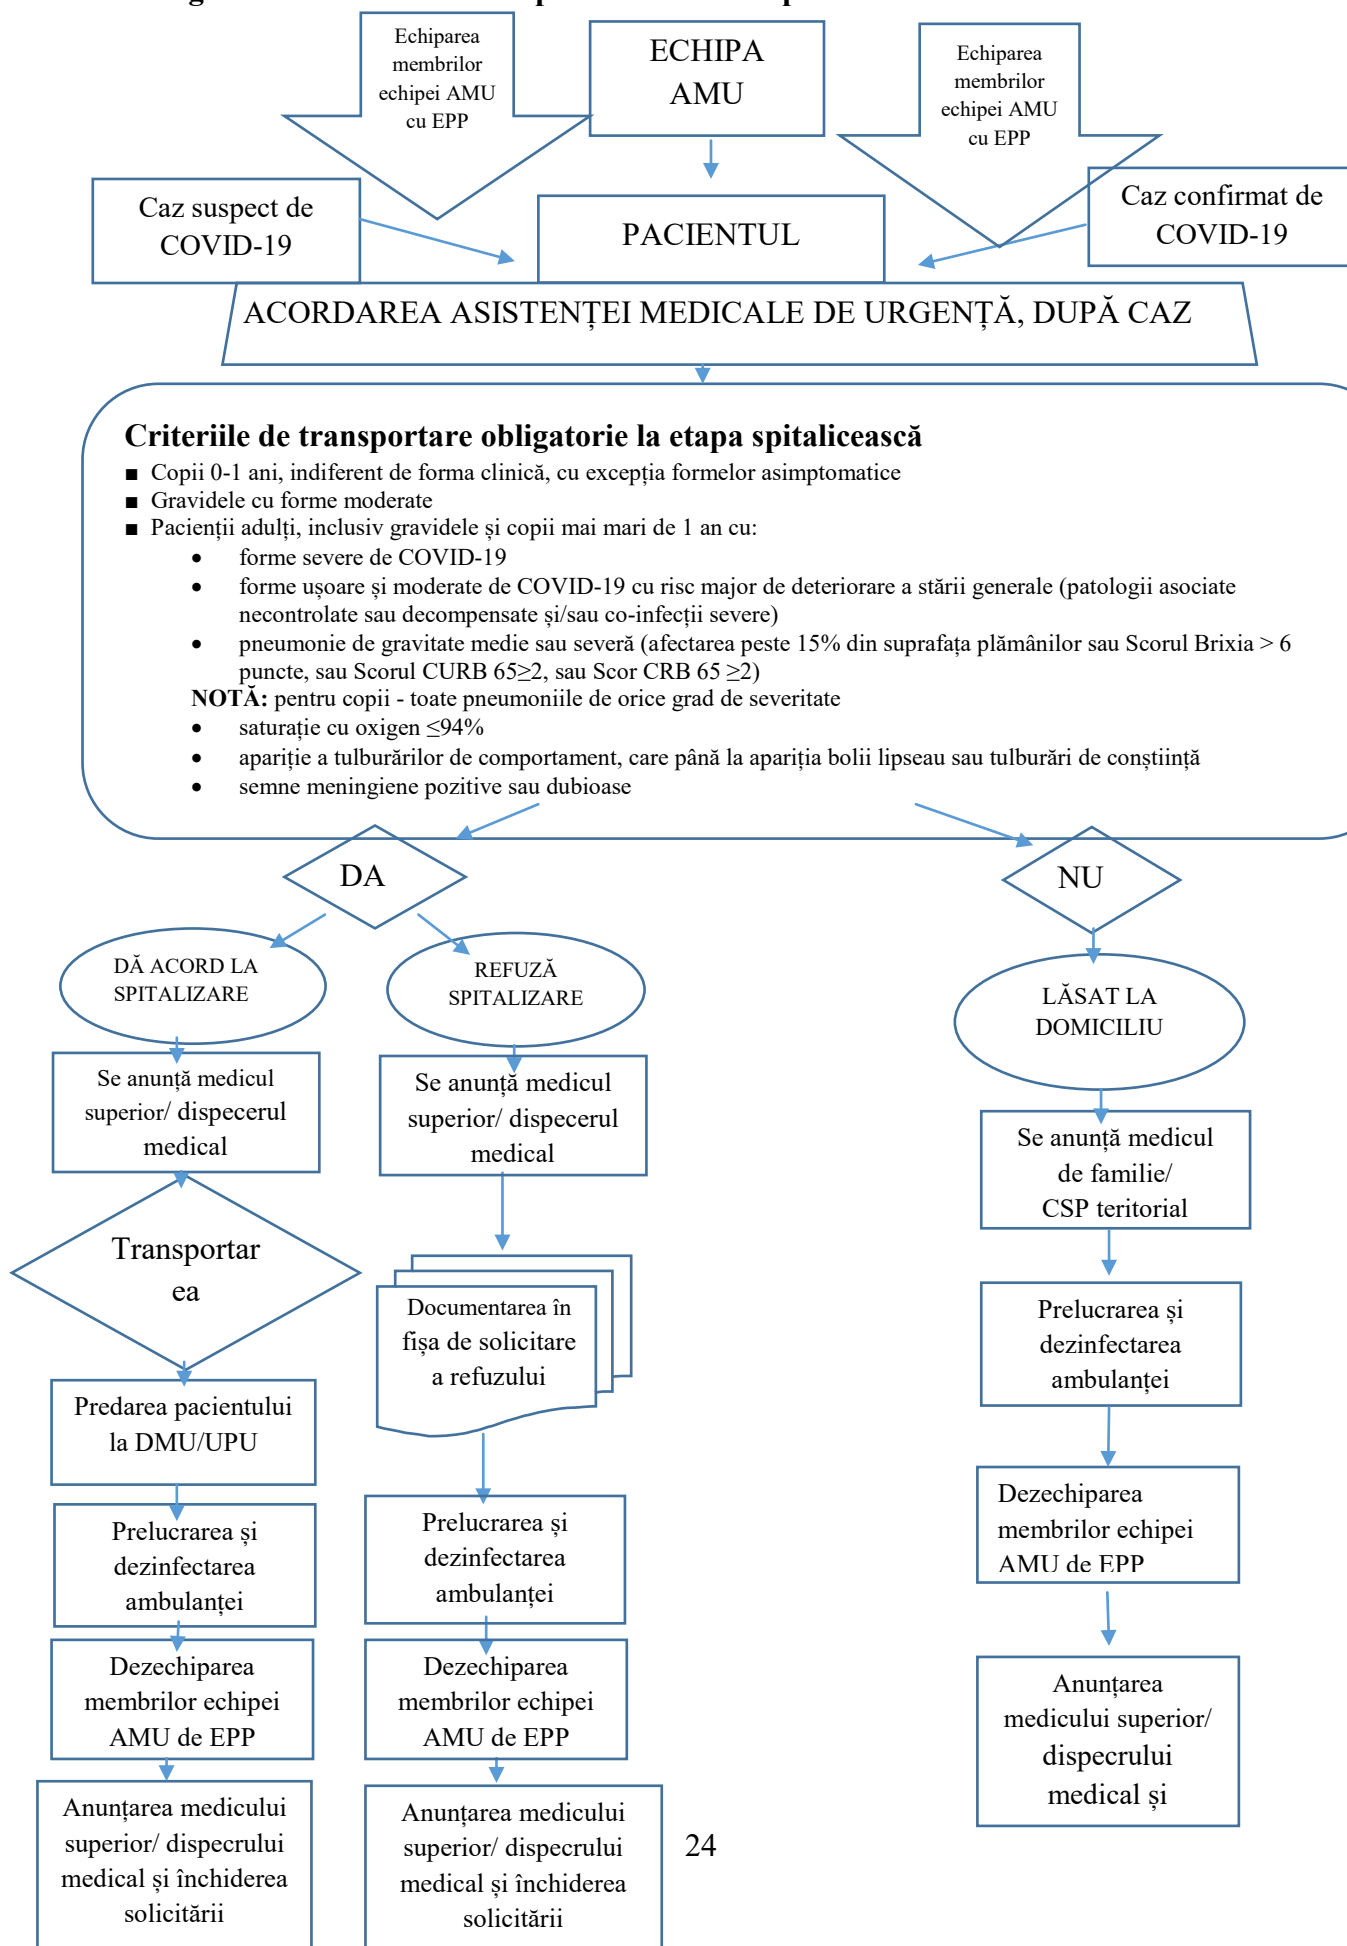 Echiparea
membrilor
echipei AMU
cu EPP
ECHIPA
AMU
Echiparea
membrilor
echipei AMU
cu EPP
Caz suspect de
COVID-19
PACIENTUL
Caz confirmat de
COVID-19
ACORDAREA ASISTENȚEI MEDICALE DE URGENȚĂ, DUPĂ CAZ
Criteriile de transportare obligatorie la etapa spitalicească
■ Copii 0-1 ani, indiferent de forma clinică, cu excepția formelor asimptomatice
■ Gravidele cu forme moderate
■ Pacienții adulți, inclusiv gravidele și copii mai mari de 1 an cu:
• forme severe de COVID-19
• forme ușoare și moderate de COVID-19 cu risc major de deteriorare a stării generale (patologii asociate
necontrolate sau decompensate și/sau co-infecții severe)
• pneumonie de gravitate medie sau severă (afectarea peste 15% din suprafața plămânilor sau Scorul Brixia > 6
puncte, sau Scorul CURB 65≥2, sau Scor CRB 65 ≥2)
NOTĂ: pentru copii - toate pneumoniile de orice grad de severitate
• saturație cu oxigen ≤94%
• apariție a tulburărilor de comportament, care până la apariția bolii lipseau sau tulburări de conștiință
• semne meningiene pozitive sau dubioase
DA
NU
DĂ ACORD LA
SPITALIZARE
REFUZĂ
SPITALIZARE
LĂSAT LA
DOMICILIU
Se anunță medicul
superior/ dispecerul
medical
Se anunță medicul
superior/ dispecerul
medical
Se anunță medicul
de familie/
CSP teritorial
Transportar
ea
Documentarea în
fișa de solicitare
a refuzului
Prelucrarea și
dezinfectarea
ambulanței
Predarea pacientului
la DMU/UPU
Prelucrarea și
dezinfectarea
ambulanței
Prelucrarea și
dezinfectarea
ambulanței
Dezechiparea
membrilor echipei
AMU de EPP
Dezechiparea
membrilor echipei
AMU de EPP
Dezechiparea
membrilor echipei
AMU de EPP
Anunțarea
medicului superior/
dispecrului
medical și
Anunțarea medicului
superior/ dispecrului
medical și închiderea
solicitării
Anunțarea medicului
superior/ dispecrului
medical și închiderea
solicitării
24